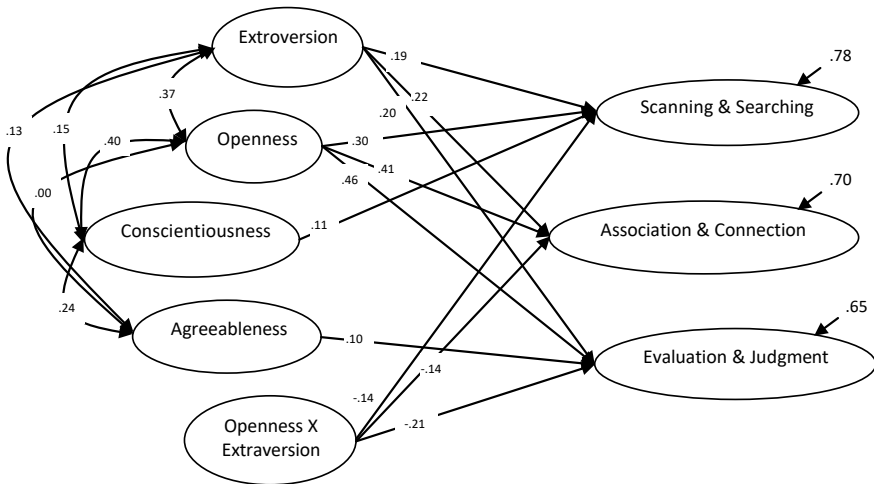 Extroversion
.19
.78
Scanning & Searching
.37
.22
.20
.13
.15
.40
Openness
.30
.41
.46
.00
.70
Conscientiousness
.11
Association & Connection
.24
Agreeableness
.10
.65
Evaluation & Judgment
-.14
-.14
Openness X
Extraversion
-.21